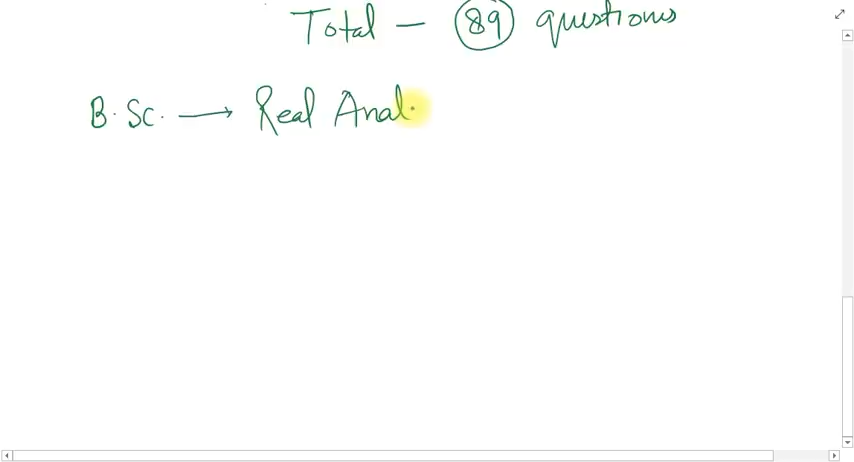 Total — 89 questions
B.Sc. → Real Anal